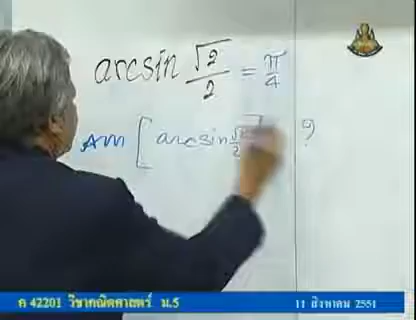 arcsin √2/2 = π/4
[arcsin √2/2 ?
ค 42201 วิชาคณิตศาสตร์ ม.5
11 สิงหาคม 2551